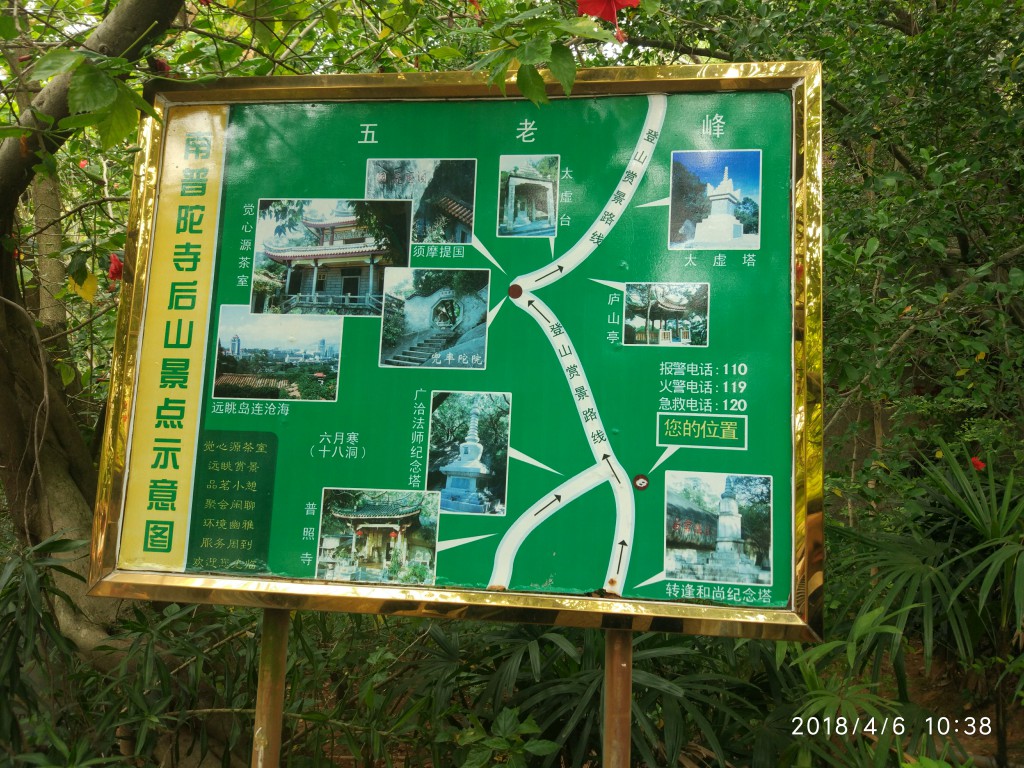 南普陀寺后山景点示意图
五老峰
登山赏景路线
太虚台
太虚塔
觉心源茶室
须摩提国
兜率陀院
庐山亭
登山赏景路线
报警电话:110
火警电话:119
急救电话:120
您的位置
远眺岛连沧海
广洽法师纪念塔
六月寒
(十八洞)
觉心源茶室
远眺赏景
品茗小憩
聚会闲聊
环境幽雅
服务周到
普照寺
转逢和尚纪念塔
2018/4/6 10:38